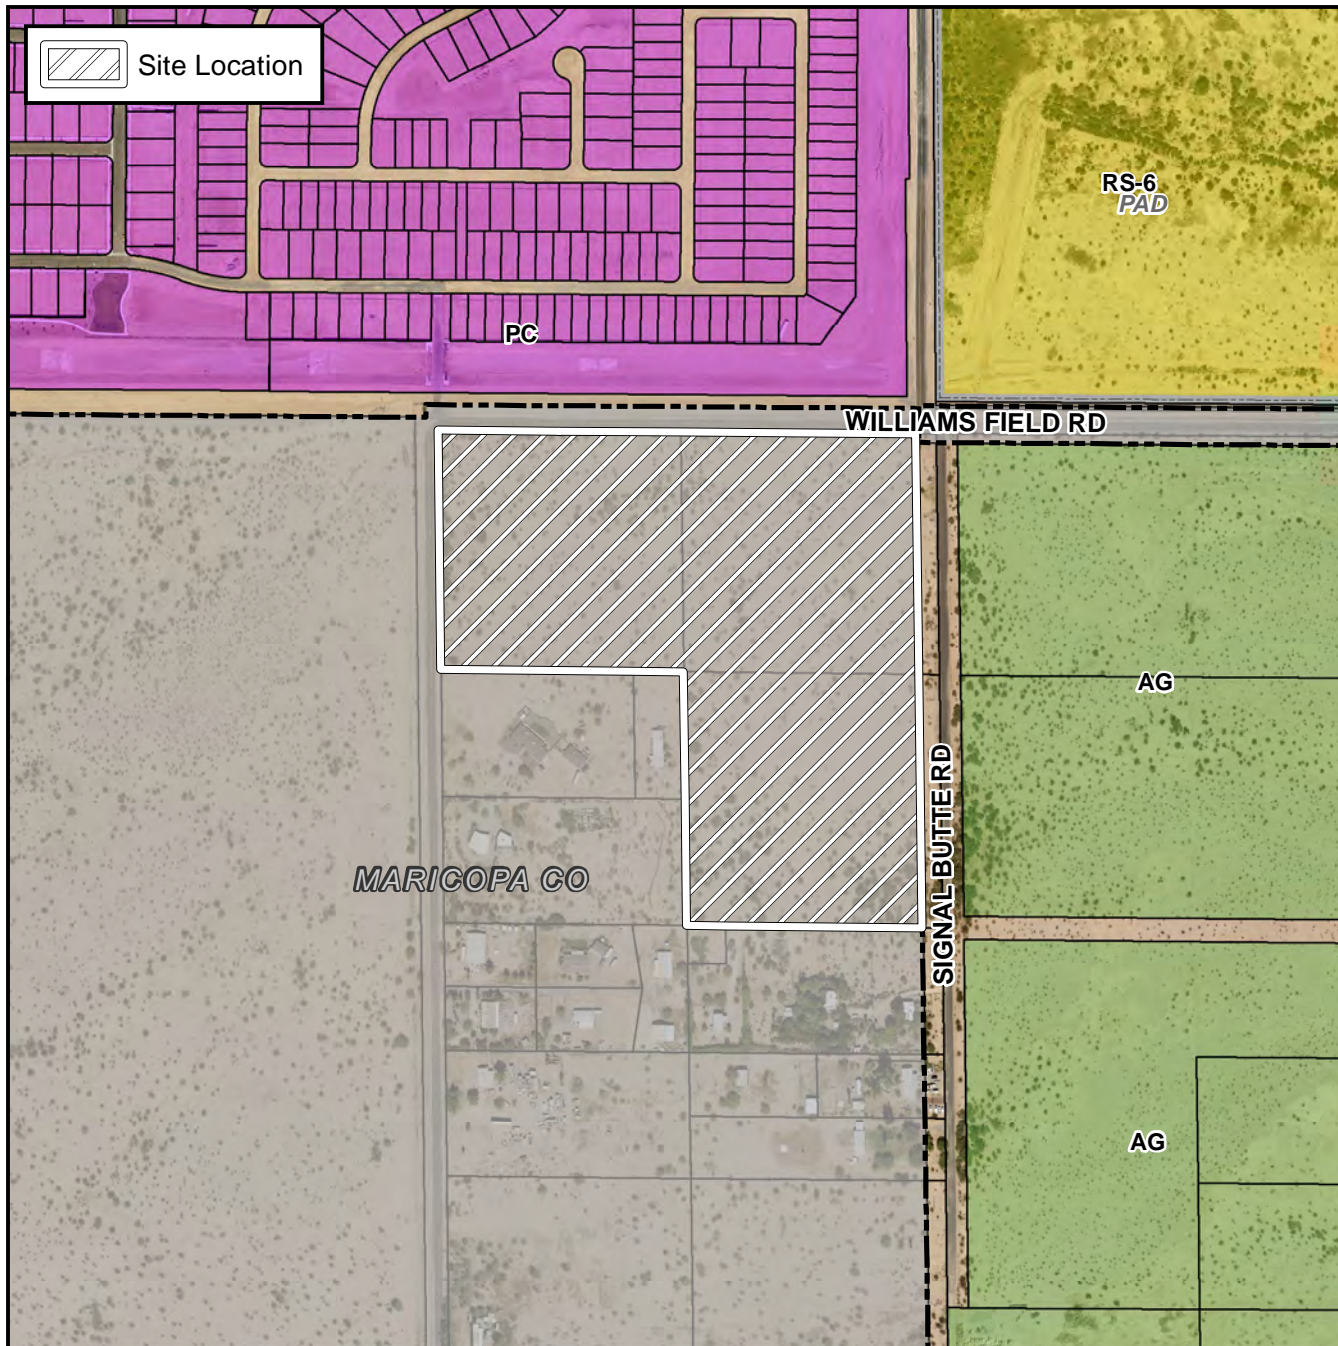 Site Location
RS-6
PAD
PC
WILLIAMS FIELD RD
AG
SIGNAL BUTTE RD
MARICOPA CO
AG